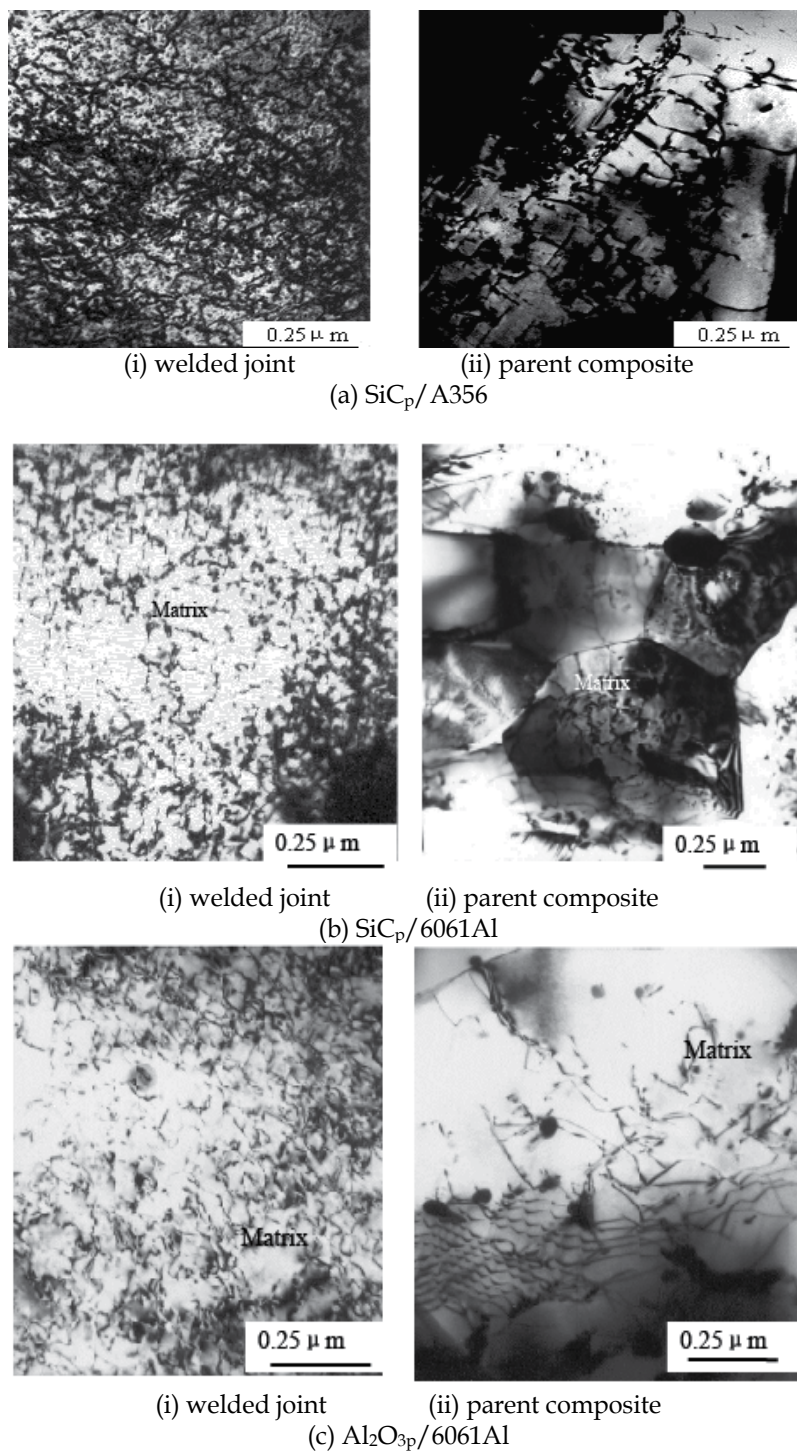 0.25 μ m
0.25 μ m
(i) welded joint (ii) parent composite
(a) SiCp/A356
Matrix
Matrix
0.25 μ m
0.25 μ m
(i) welded joint (ii) parent composite
(b) SiCp/6061Al
Matrix
Matrix
0.25 μ m
0.25 μ m
(i) welded joint (ii) parent composite
(c) Al2O3p/6061Al